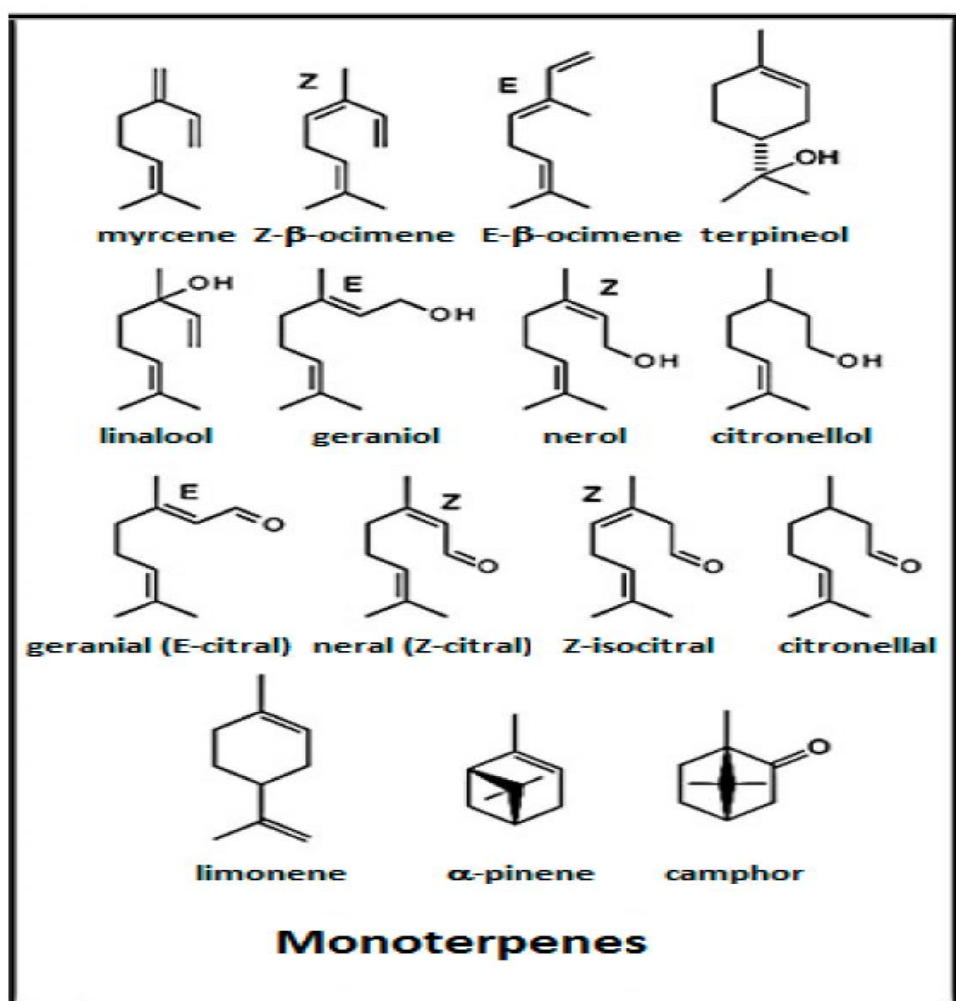 Z E
OH
myrcene Z-β-ocimene E-β-ocimene terpineol
OH E Z
OH OH OH
linalool geraniol nerol citronellol
E Z Z
O O O O
geranial (E-citral) neral (Z-citral) Z-isocitral citronellal
O
limonene α-pinene camphor
Monoterpenes